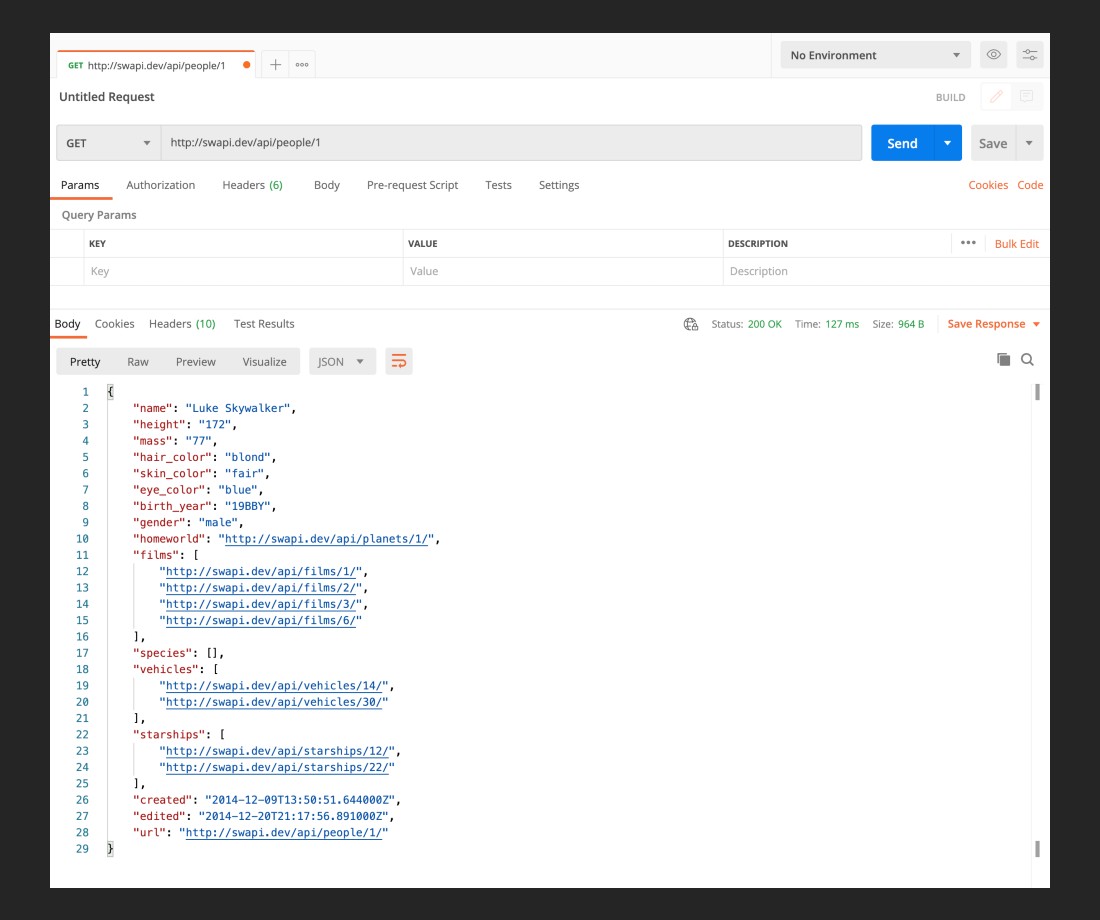 GET http://swapi.dev/api/people/1
No Environment
Untitled Request
BUILD
GET http://swapi.dev/api/people/1 Send Save
Params Authorization Headers (6) Body Pre-request Script Tests Settings Cookies Code
Query Params
KEY VALUE DESCRIPTION ••• Bulk Edit
Key Value Description
Body Cookies Headers (10) Test Results Status: 200 OK Time: 127 ms Size: 964 B Save Response
Pretty Raw Preview Visualize JSON
1 {
2 "name": "Luke Skywalker",
3 "height": "172",
4 "mass": "77",
5 "hair_color": "blond",
6 "skin_color": "fair",
7 "eye_color": "blue",
8 "birth_year": "19BBY",
9 "gender": "male",
10 "homeworld": "http://swapi.dev/api/planets/1/",
11 "films": [
12 "http://swapi.dev/api/films/1/",
13 "http://swapi.dev/api/films/2/",
14 "http://swapi.dev/api/films/3/",
15 "http://swapi.dev/api/films/6/"
16 ],
17 "species": [],
18 "vehicles": [
19 "http://swapi.dev/api/vehicles/14/",
20 "http://swapi.dev/api/vehicles/30/"
21 ],
22 "starships": [
23 "http://swapi.dev/api/starships/12/",
24 "http://swapi.dev/api/starships/22/"
25 ],
26 "created": "2014-12-09T13:50:51.644000Z",
27 "edited": "2014-12-20T21:17:56.891000Z",
28 "url": "http://swapi.dev/api/people/1/"
29 }